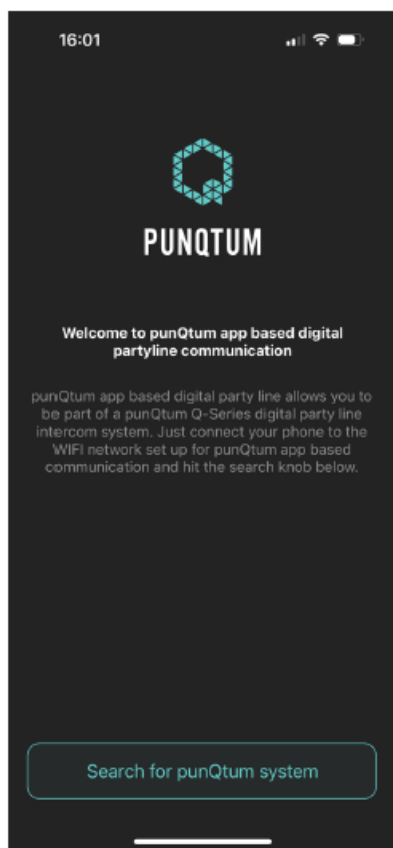 16:01
PUNQTUM
Welcome to punQtum app based digital
partyline communication
punQtum app based digital party line allows you to
be part of a punQtum Q-Series digital party line
intercom system. Just connect your phone to the
WIFI network set up for punQtum app based
communication and hit the search knob below.
Search for punQtum system